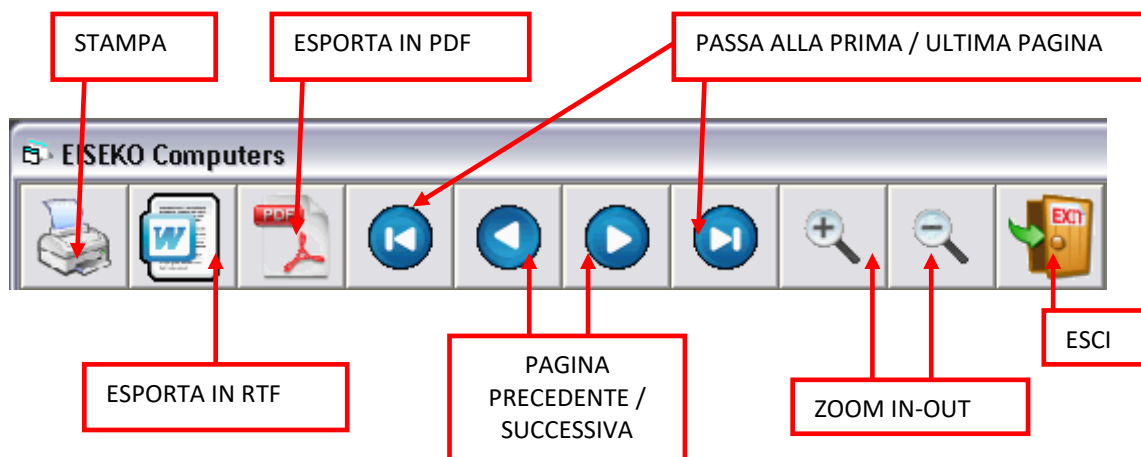 STAMPA
ESPORTA IN PDF
PASSA ALLA PRIMA / ULTIMA PAGINA
EISEKO Computers
W
PDF
EXIT
ESPORTA IN RTF
PAGINA
PRECEDENTE /
SUCCESSIVA
ZOOM IN-OUT
ESCI